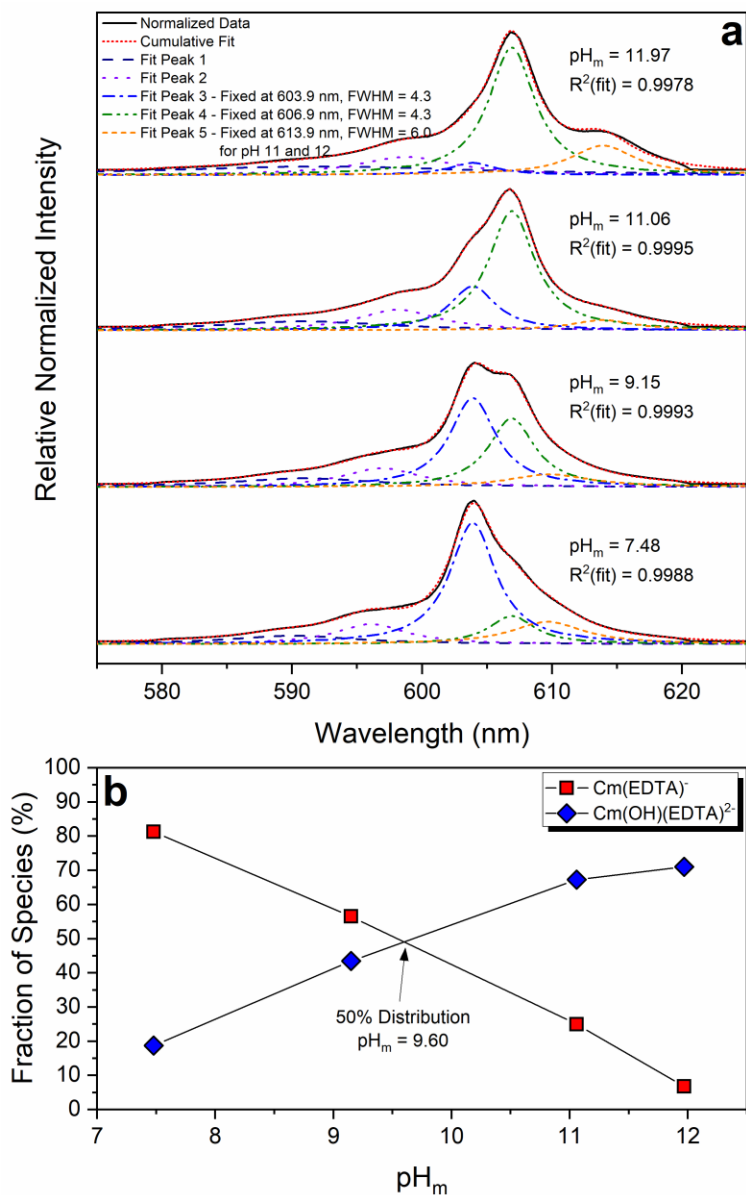 a
Normalized Data
Cumulative Fit
Fit Peak 1
Fit Peak 2
Fit Peak 3 - Fixed at 603.9 nm, FWHM = 4.3
Fit Peak 4 - Fixed at 606.9 nm, FWHM = 4.3
Fit Peak 5 - Fixed at 613.9 nm, FWHM = 6.0
for pH 11 and 12
pHₘ = 11.97
R²(fit) = 0.9978
pHₘ = 11.06
R²(fit) = 0.9995
pHₘ = 9.15
R²(fit) = 0.9993
pHₘ = 7.48
R²(fit) = 0.9988
Relative Normalized Intensity
580 590 600 610 620
Wavelength (nm)
b
Cm(EDTA)⁻
Cm(OH)(EDTA)²⁻
100
90
80
70
60
50
40
30
20
10
0
Fraction of Species (%)
50% Distribution
pHₘ = 9.60
7 8 9 10 11 12
pHₘ